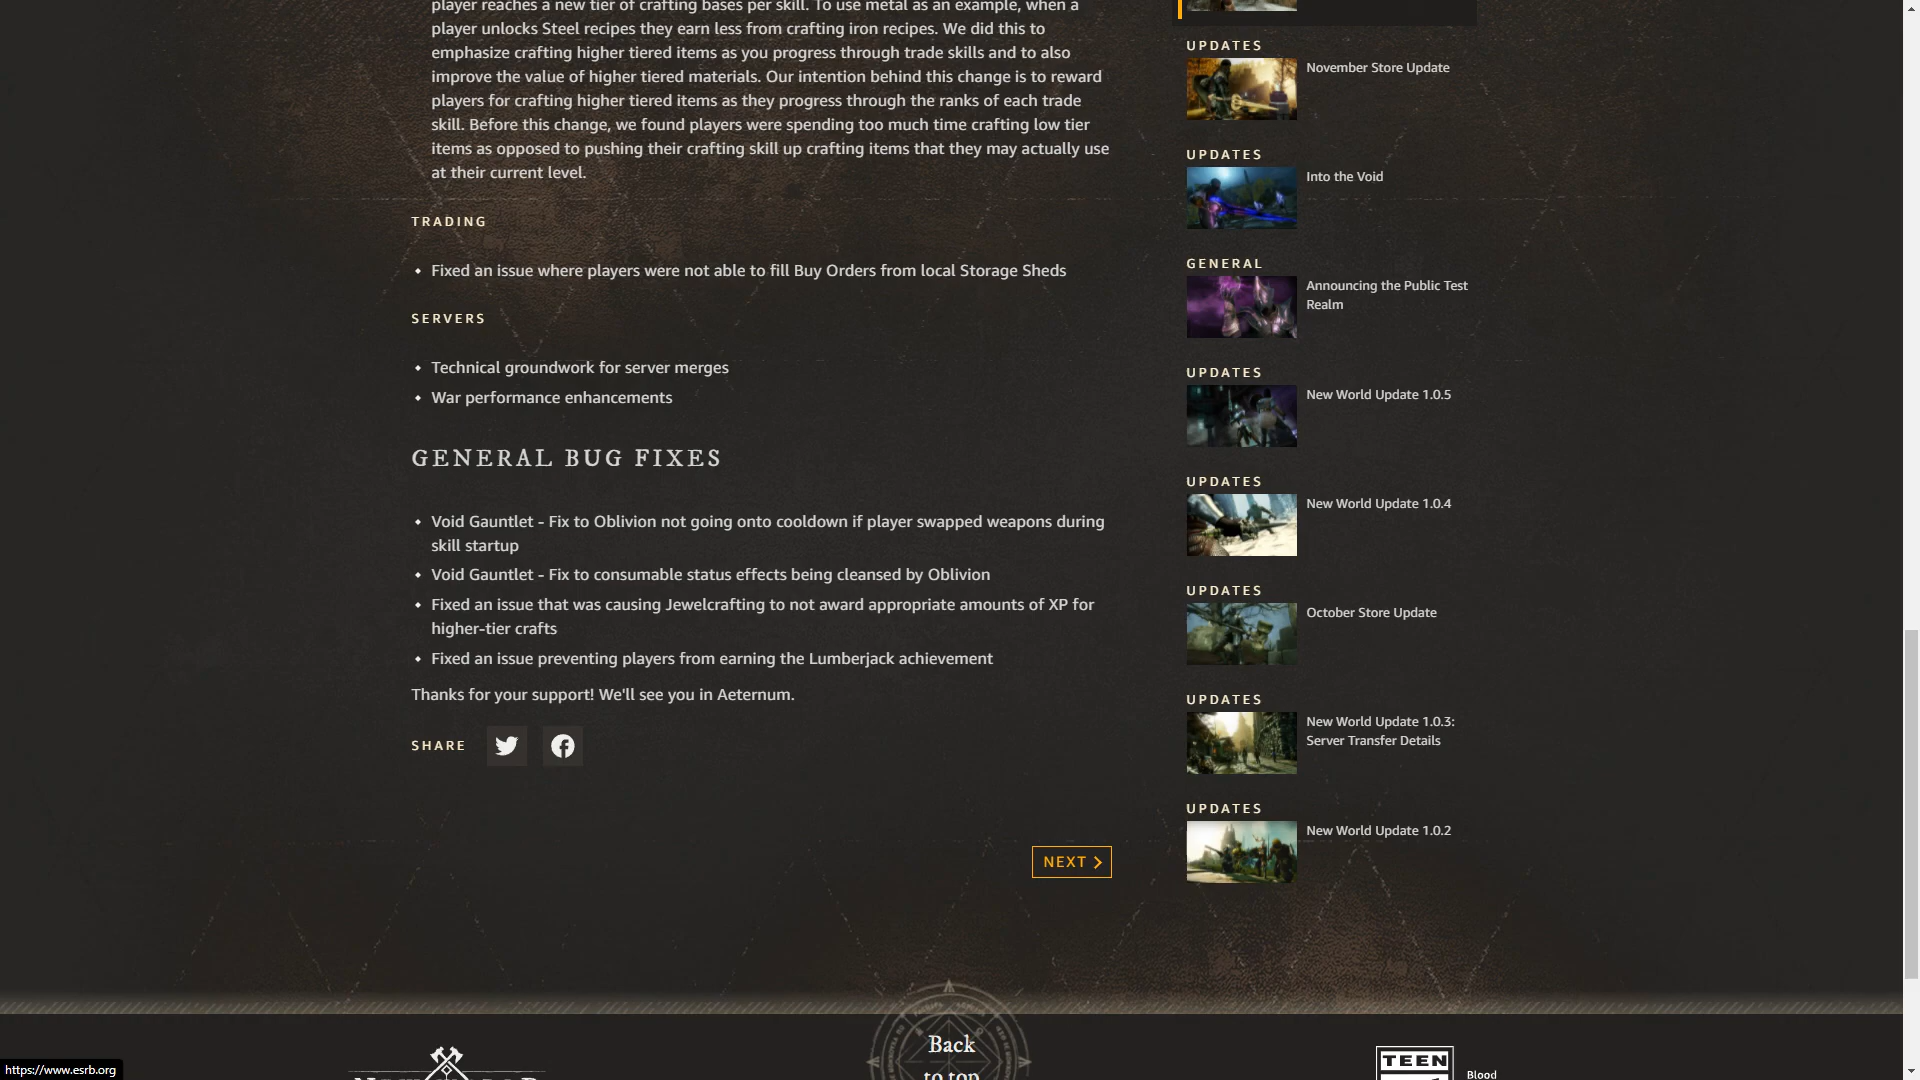 player reaches a new tier of crafting bases per skill. To use metal as an example, when a
player unlocks Steel recipes they earn less from crafting iron recipes. We did this to
emphasize crafting higher tiered items as you progress through trade skills and to also
improve the value of higher tiered materials. Our intention behind this change is to reward
players for crafting higher tiered items as they progress through the ranks of each trade
skill. Before this change, we found players were spending too much time crafting low tier
items as opposed to pushing their crafting skill up crafting items that they may actually use
at their current level.
TRADING
Fixed an issue where players were not able to fill Buy Orders from local Storage Sheds
SERVERS
Technical groundwork for server merges
War performance enhancements
GENERAL BUG FIXES
Void Gauntlet - Fix to Oblivion not going onto cooldown if player swapped weapons during
skill startup
Void Gauntlet - Fix to consumable status effects being cleansed by Oblivion
Fixed an issue that was causing Jewelcrafting to not award appropriate amounts of XP for
higher-tier crafts
Fixed an issue preventing players from earning the Lumberjack achievement
Thanks for your support! We'll see you in Aeternum.
SHARE
NEXT
UPDATES
November Store Update
UPDATES
Into the Void
GENERAL
Announcing the Public Test
Realm
UPDATES
New World Update 1.0.5
UPDATES
New World Update 1.0.4
UPDATES
October Store Update
UPDATES
New World Update 1.0.3:
Server Transfer Details
UPDATES
New World Update 1.0.2
Back
to top
TEEN
Blood
https://www.esrb.org